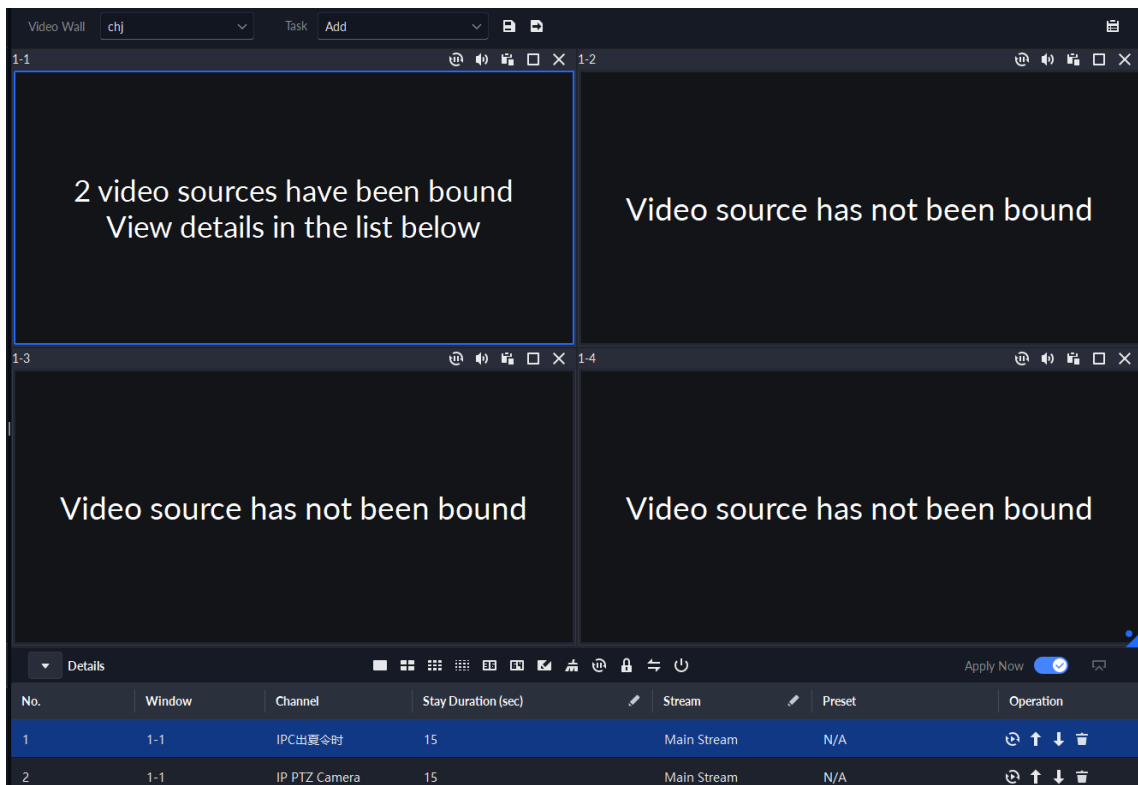 Video Wall chj Task Add
1-1
1-2
2 video sources have been bound
View details in the list below
Video source has not been bound
1-3
1-4
Video source has not been bound
Video source has not been bound
Details
Apply Now
No. Window Channel Stay Duration (sec) Stream Preset Operation
1 1-1 IPC出夏令时 15 Main Stream N/A
2 1-1 IP PTZ Camera 15 Main Stream N/A